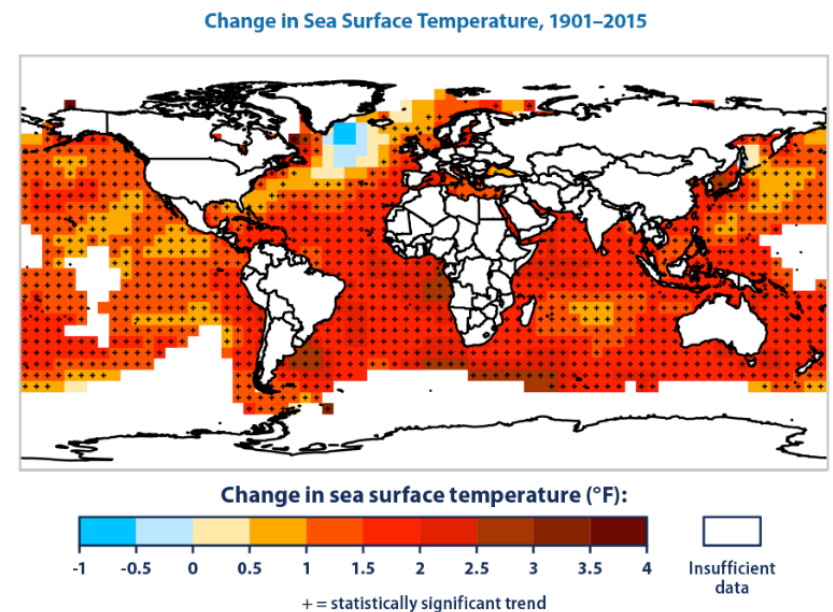 Change in Sea Surface Temperature, 1901–2015
Change in sea surface temperature (°F):
-1 -0.5 0 0.5 1 1.5 2 2.5 3 3.5 4
Insufficient
data
+ = statistically significant trend